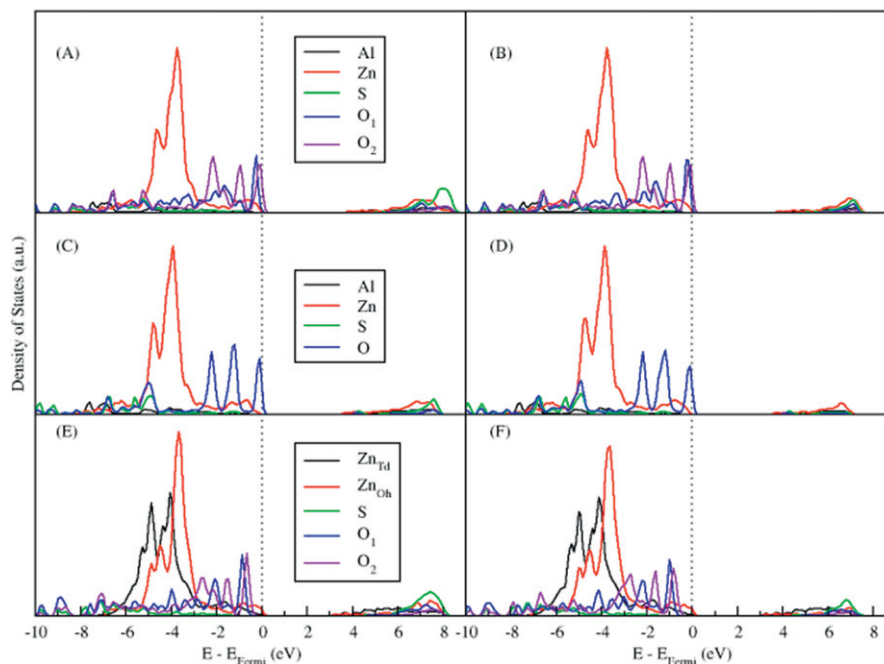 (A)
Al
Zn
S
O1
O2
(B)
(C)
Al
Zn
S
O
(D)
Density of States (a.u.)
(E)
ZnTd
ZnOh
S
O1
O2
(F)
-10 -8 -6 -4 -2 0 2 4 6 8 -10 -8 -6 -4 -2 0 2 4 6 8
E - EFermi (eV) E - EFermi (eV)